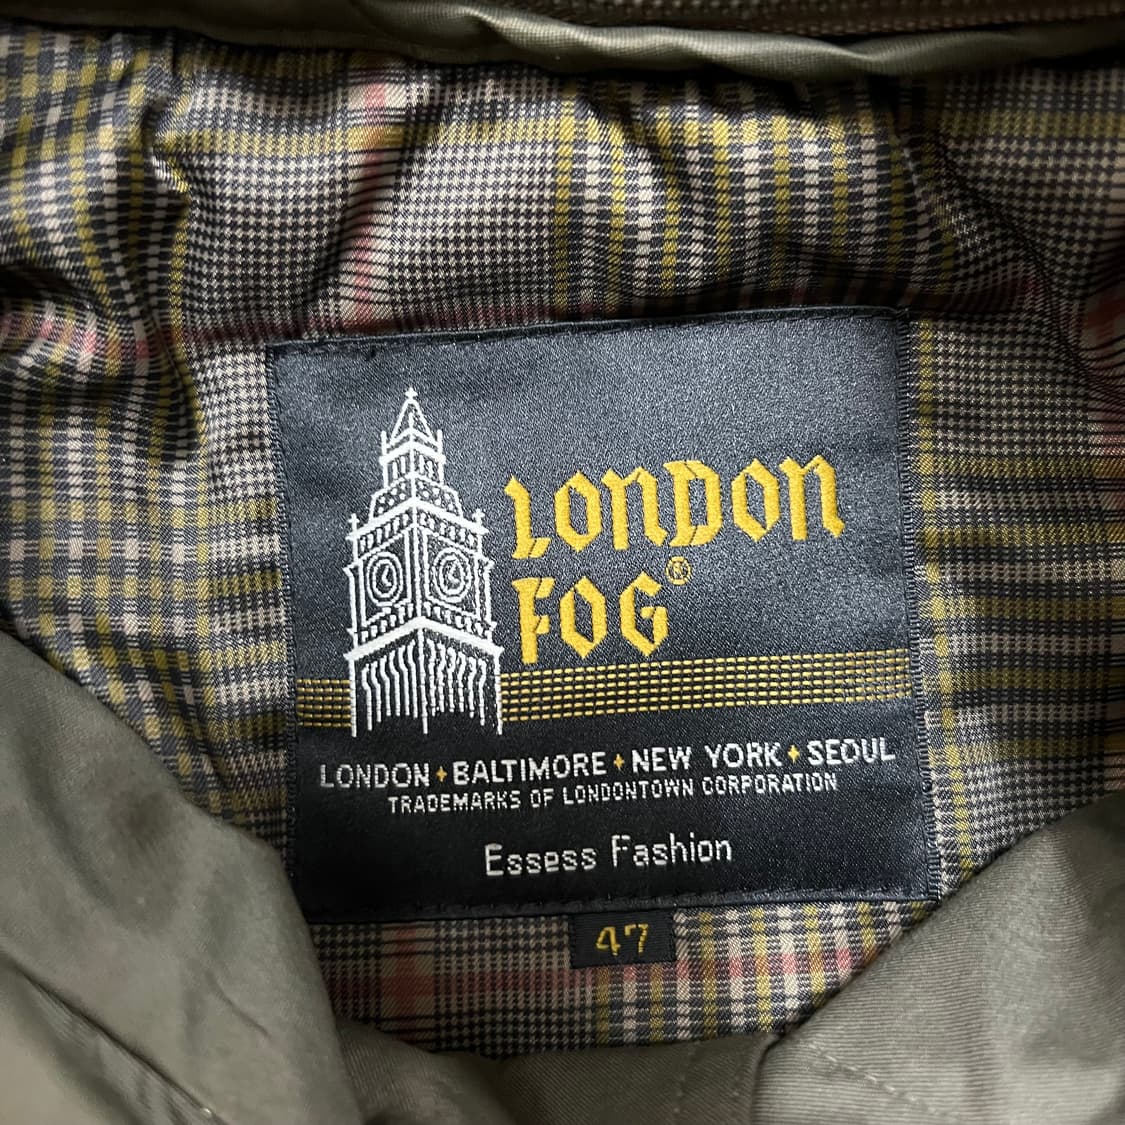 LONDON
FOG®
LONDON✦BALTIMORE✦NEW YORK✦SEOUL
TRADEMARKS OF LONDONTOWN CORPORATION
Essess Fashion
47